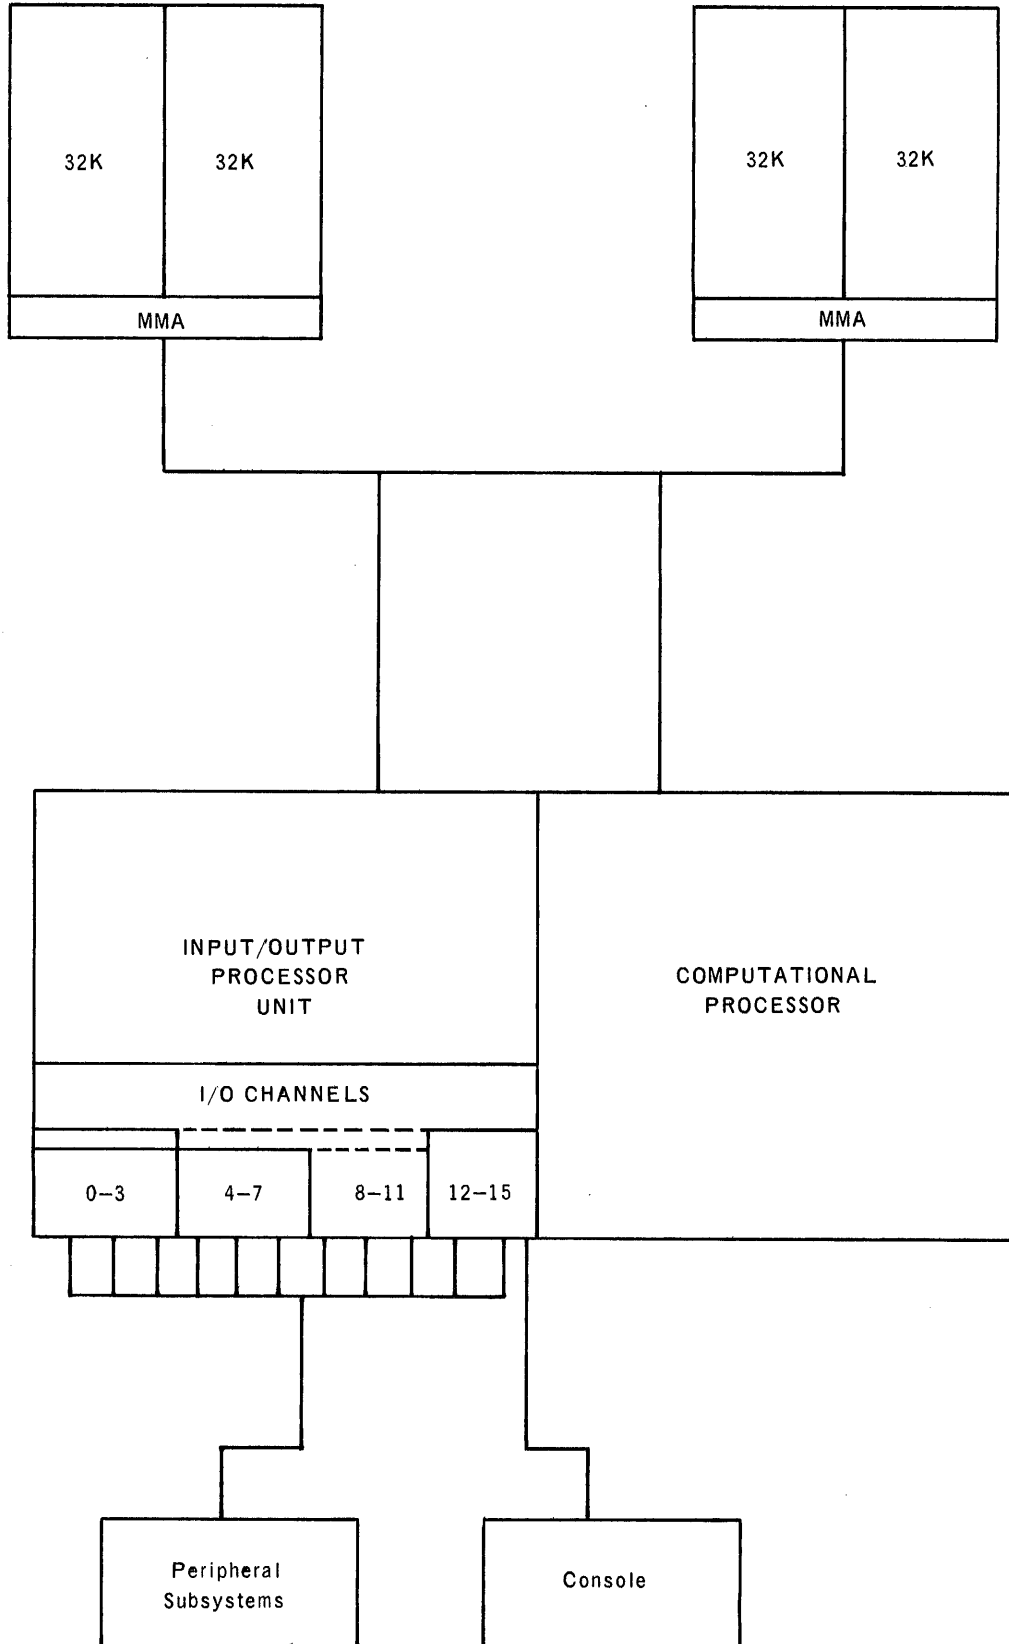 32K
32K
32K
32K
MMA
MMA
INPUT/OUTPUT
PROCESSOR
UNIT
COMPUTATIONAL
PROCESSOR
I/O CHANNELS
0-3
4-7
8-11
12-15
Peripheral
Subsystems
Console